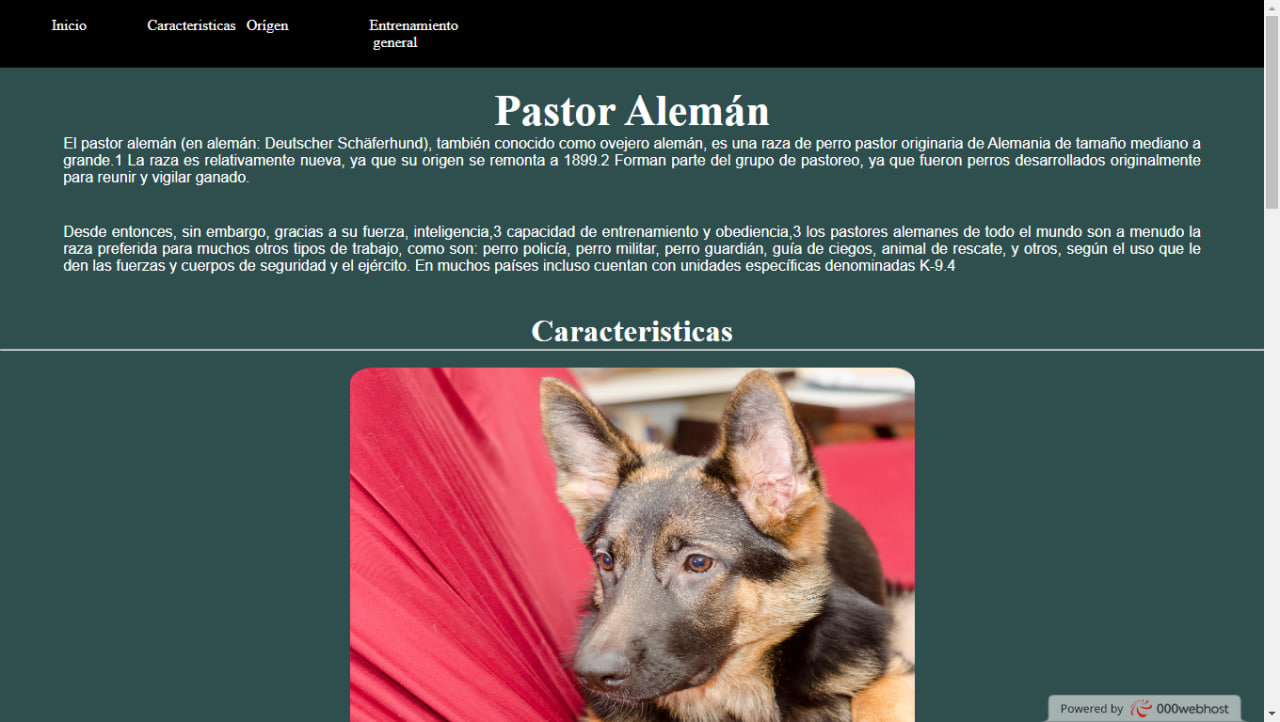 Inicio Caracteristicas Orígen Entrenamiento
general
Pastor Alemán
El pastor alemán (en alemán: Deutscher Schäferhund), también conocido como ovejero alemán, es una raza de perro pastor originaria de Alemania de tamaño mediano a
grande.1 La raza es relativamente nueva, ya que su origen se remonta a 1899.2 Forman parte del grupo de pastoreo, ya que fueron perros desarrollados originalmente
para reunir y vigilar ganado.
Desde entonces, sin embargo, gracias a su fuerza, inteligencia,3 capacidad de entrenamiento y obediencia,3 los pastores alemanes de todo el mundo son a menudo la
raza preferida para muchos otros tipos de trabajo, como son: perro policía, perro militar, perro guardián, guía de ciegos, animal de rescate, y otros, según el uso que le
den las fuerzas y cuerpos de seguridad y el ejército. En muchos países incluso cuentan con unidades específicas denominadas K-9.4
Caracteristicas
Powered by 000webhost